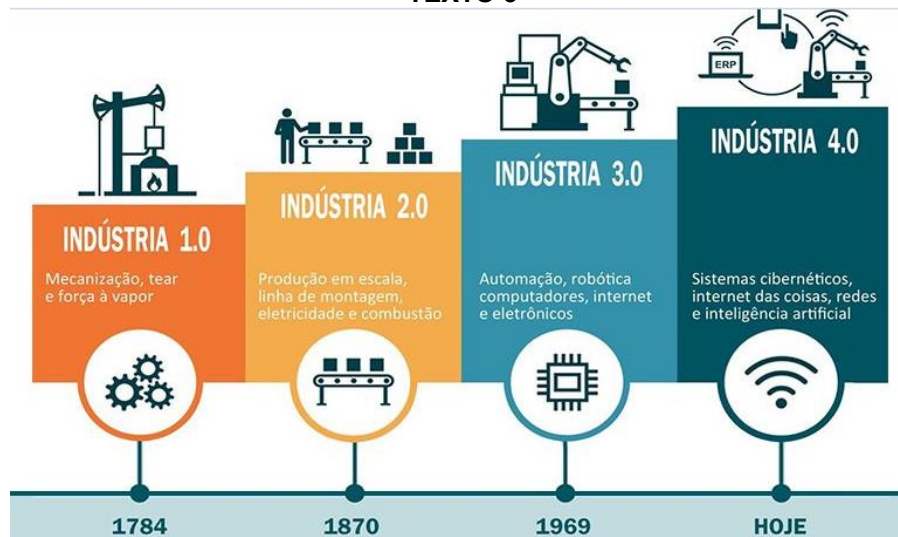 ERP
INDÚSTRIA 1.0
Mecanização, tear
e força à vapor
INDÚSTRIA 2.0
Produção em escala,
linha de montagem,
eletricidade e combustão
INDÚSTRIA 3.0
Automação, robótica
computadores, internet
e eletrônicos
INDÚSTRIA 4.0
Sistemas cibernéticos,
internet das coisas, redes
e inteligência artificial
1784
1870
1969
HOJE